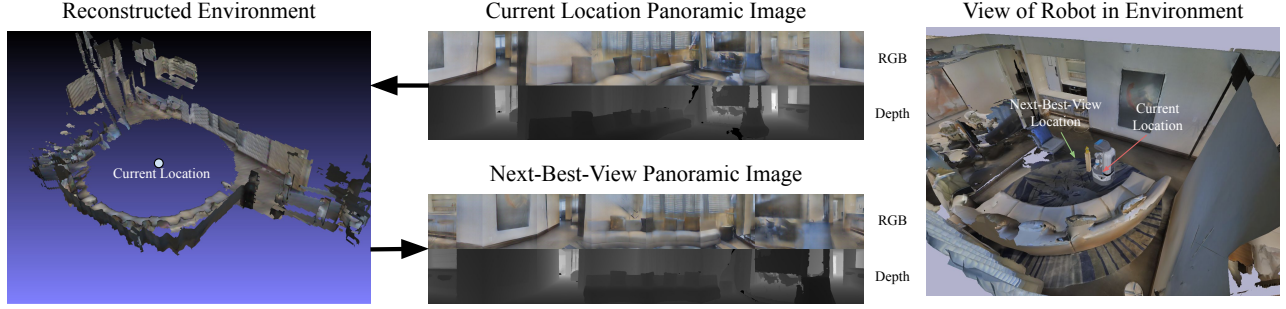 Reconstructed Environment
Current Location Panoramic Image
View of Robot in Environment
Current Location
RGB
Depth
Next-Best-View Panoramic Image
RGB
Depth
Next-Best-View
Location
Current
Location